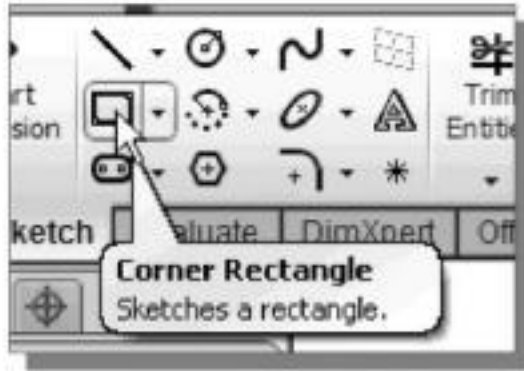 rt
sion
Trim
Entitie
ketch
aluate
DimXpert
Off
Corner Rectangle
Sketches a rectangle.